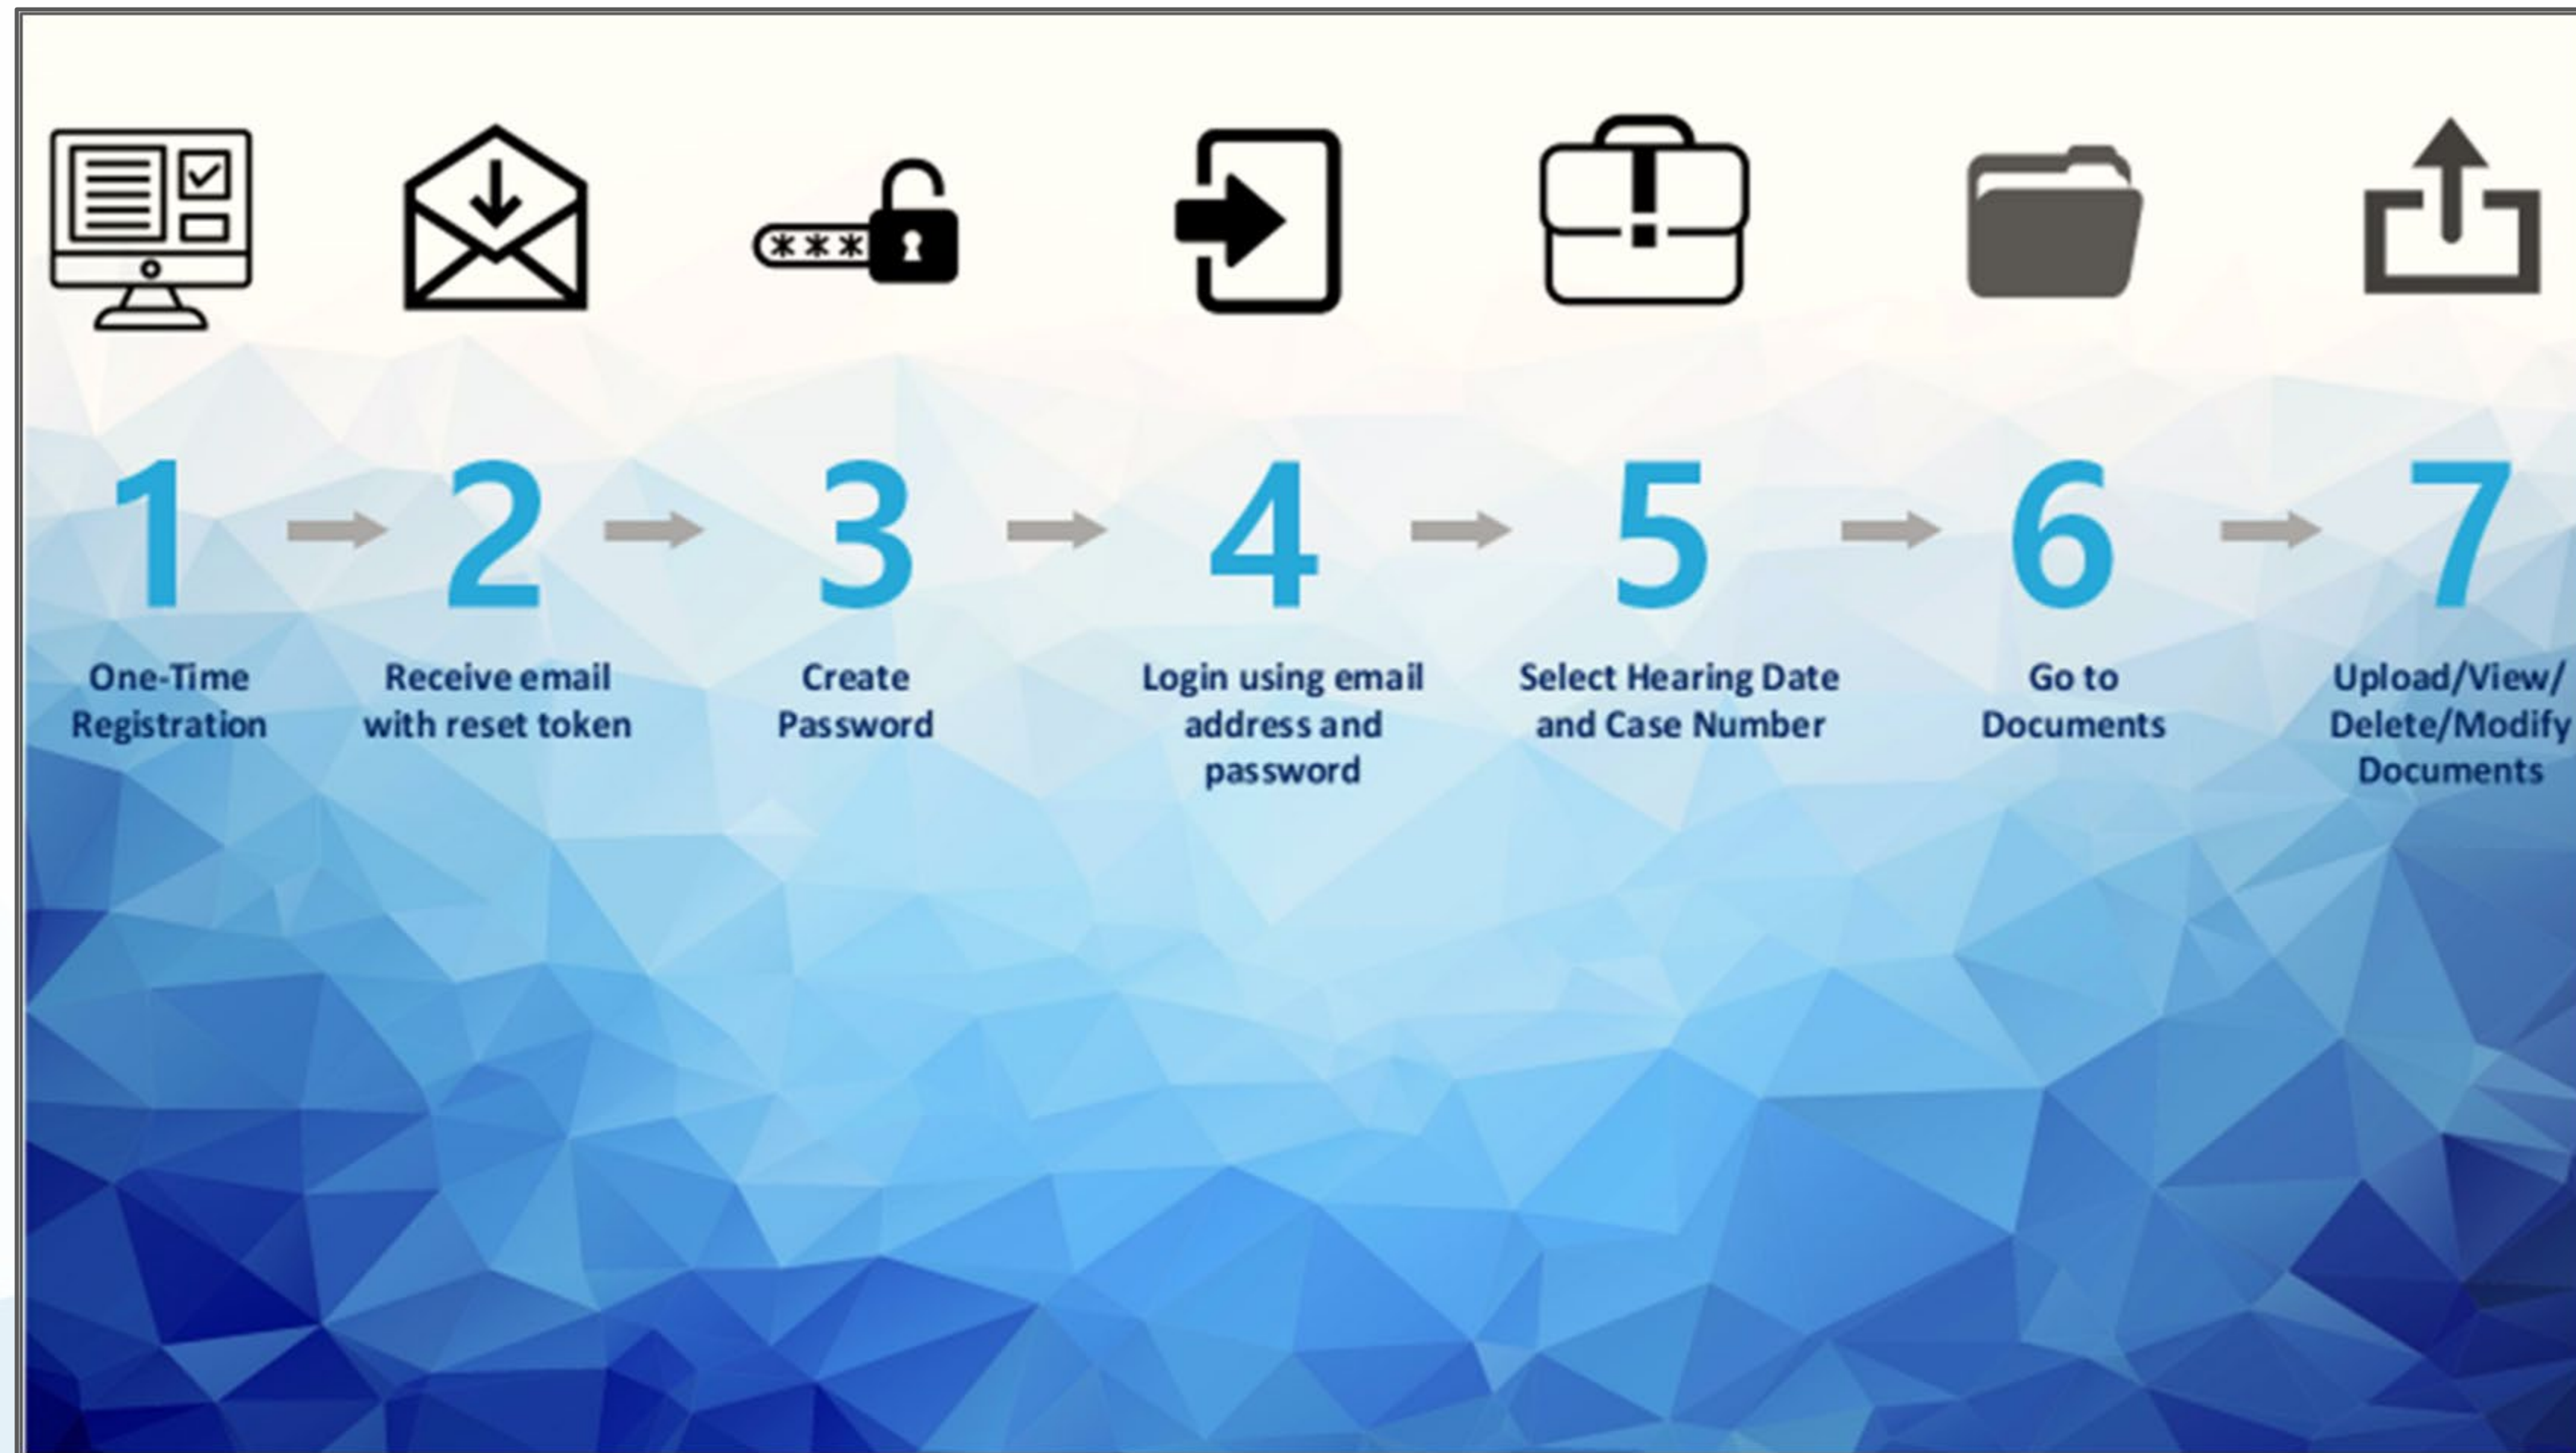 ***
1
2
3
4
5
6
7
One-Time
Registration
Receive email
with reset token
Create
Password
Login using email
address and
password
Select Hearing Date
and Case Number
Go to
Documents
Upload/View/
Delete/Modify
Documents